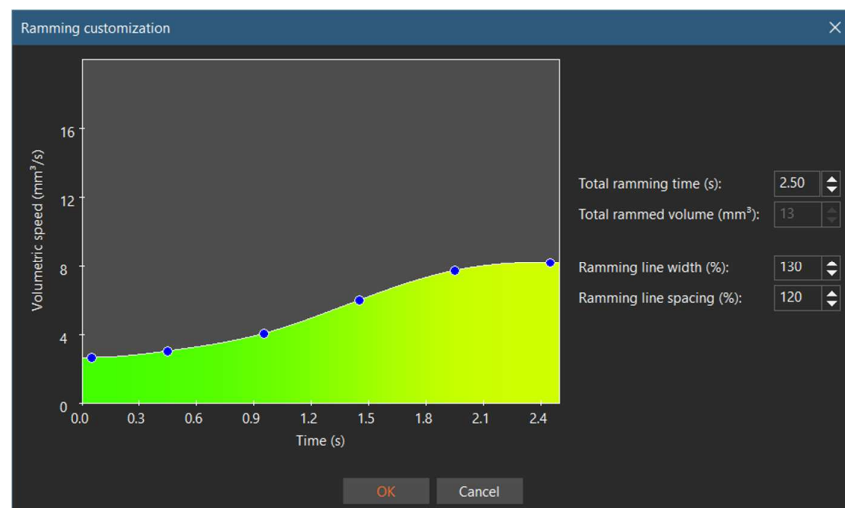 Ramming customization
Volumetric speed (mm³/s)
16
12
8
4
0
0.0 0.3 0.6 0.9 1.2 1.5 1.8 2.1 2.4
Time (s)
Total ramming time (s): 2.50
Total rammed volume (mm³): 13
Ramming line width (%): 130
Ramming line spacing (%): 120
OK Cancel